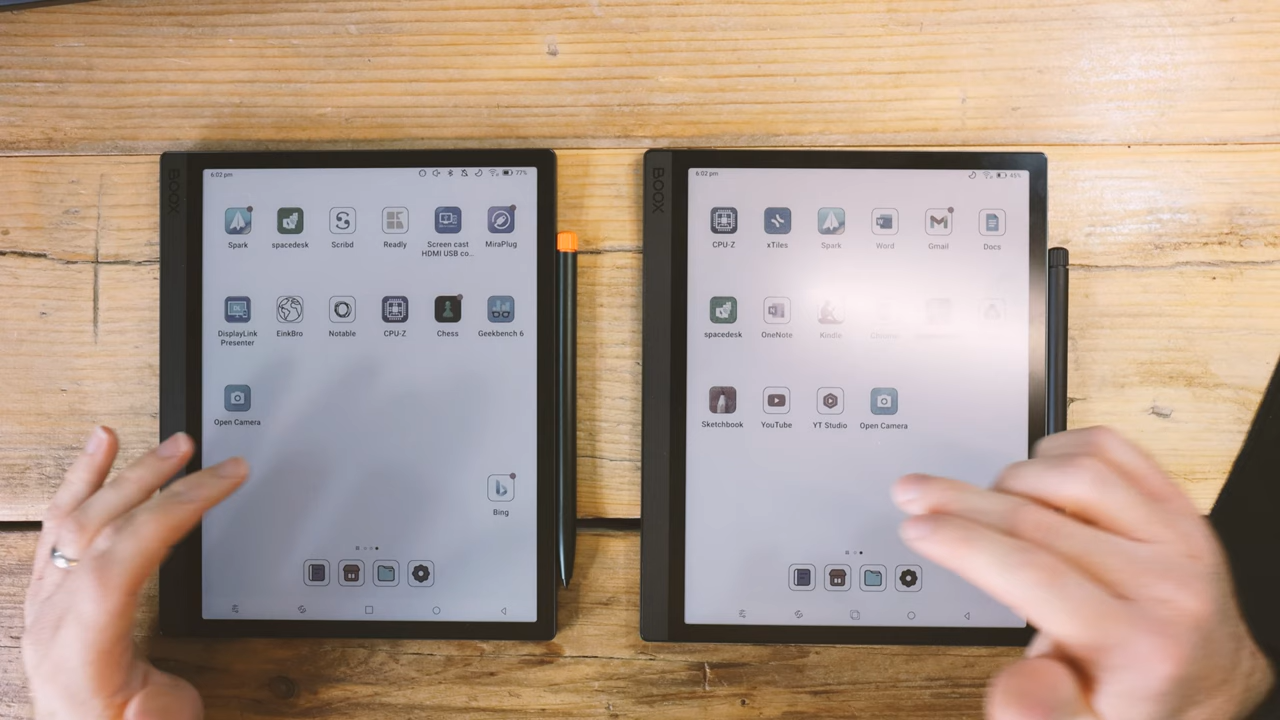 BOOX
6:02 pm
77%
Spark
spacedesk
Scribd
Readly
Screen cast
HDMI USB co...
MiraPlug
DisplayLink
Presenter
EinkBro
Notable
CPU-Z
Chess
Geekbench 6
Open Camera
Bing
BOOX
6:02 pm
45%
CPU-Z
xTiles
Spark
Word
Gmail
Docs
spacedesk
OneNote
Kindle
Sketchbook
YouTube
YT Studio
Open Camera